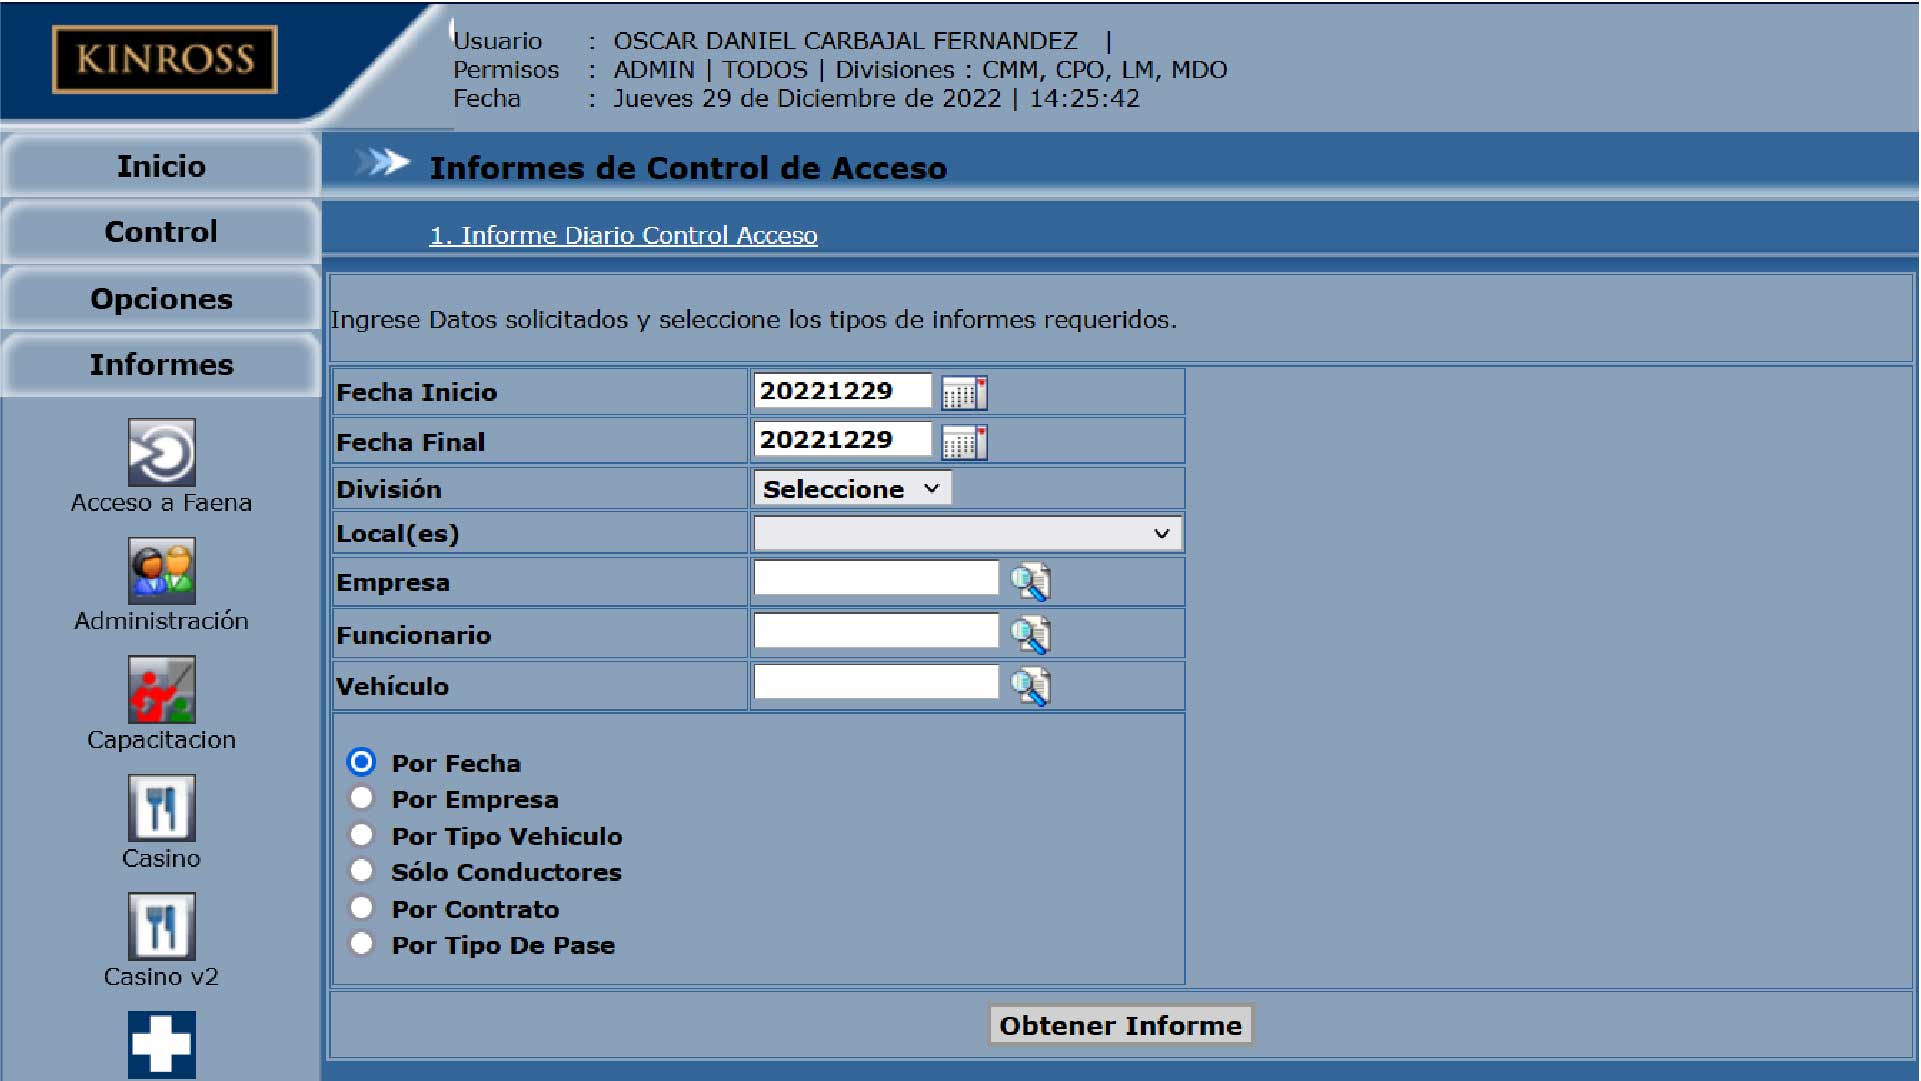 KINROSS
Usuario : OSCAR DANIEL CARBAJAL FERNANDEZ |
Permisos : ADMIN | TODOS | Divisiones : CMM, CPO, LM, MDO
Fecha : Jueves 29 de Diciembre de 2022 | 14:25:42
Inicio
Control
Opciones
Informes
Acceso a Faena
Administración
Capacitacion
Casino
Casino v2
Informes de Control de Acceso
1. Informe Diario Control Acceso
Ingrese Datos solicitados y seleccione los tipos de informes requeridos.
Fecha Inicio 20221229
Fecha Final 20221229
División Seleccione
Local(es)
Empresa
Funcionario
Vehículo
Por Fecha
Por Empresa
Por Tipo Vehiculo
Sólo Conductores
Por Contrato
Por Tipo De Pase
Obtener Informe